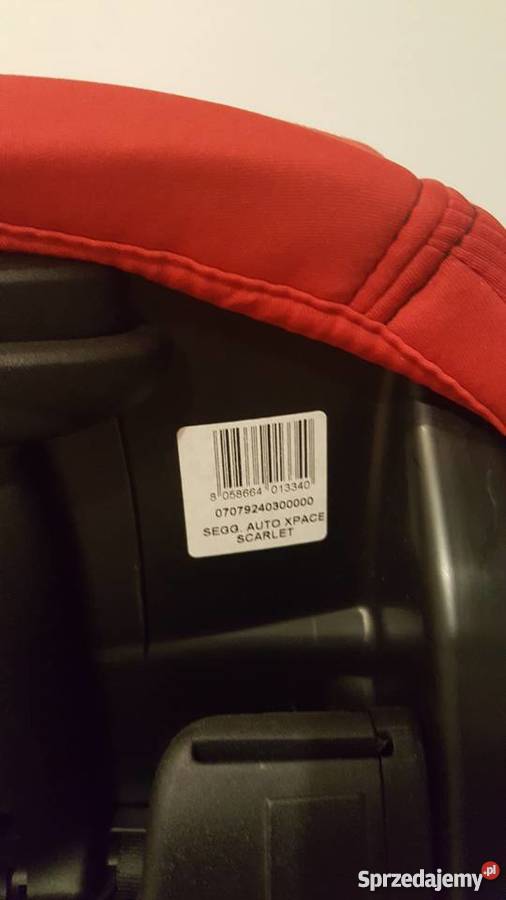 8 058664 013340
07079240300000
SEGG. AUTO XPACE
SCARLET
Sprzedajemy.pl